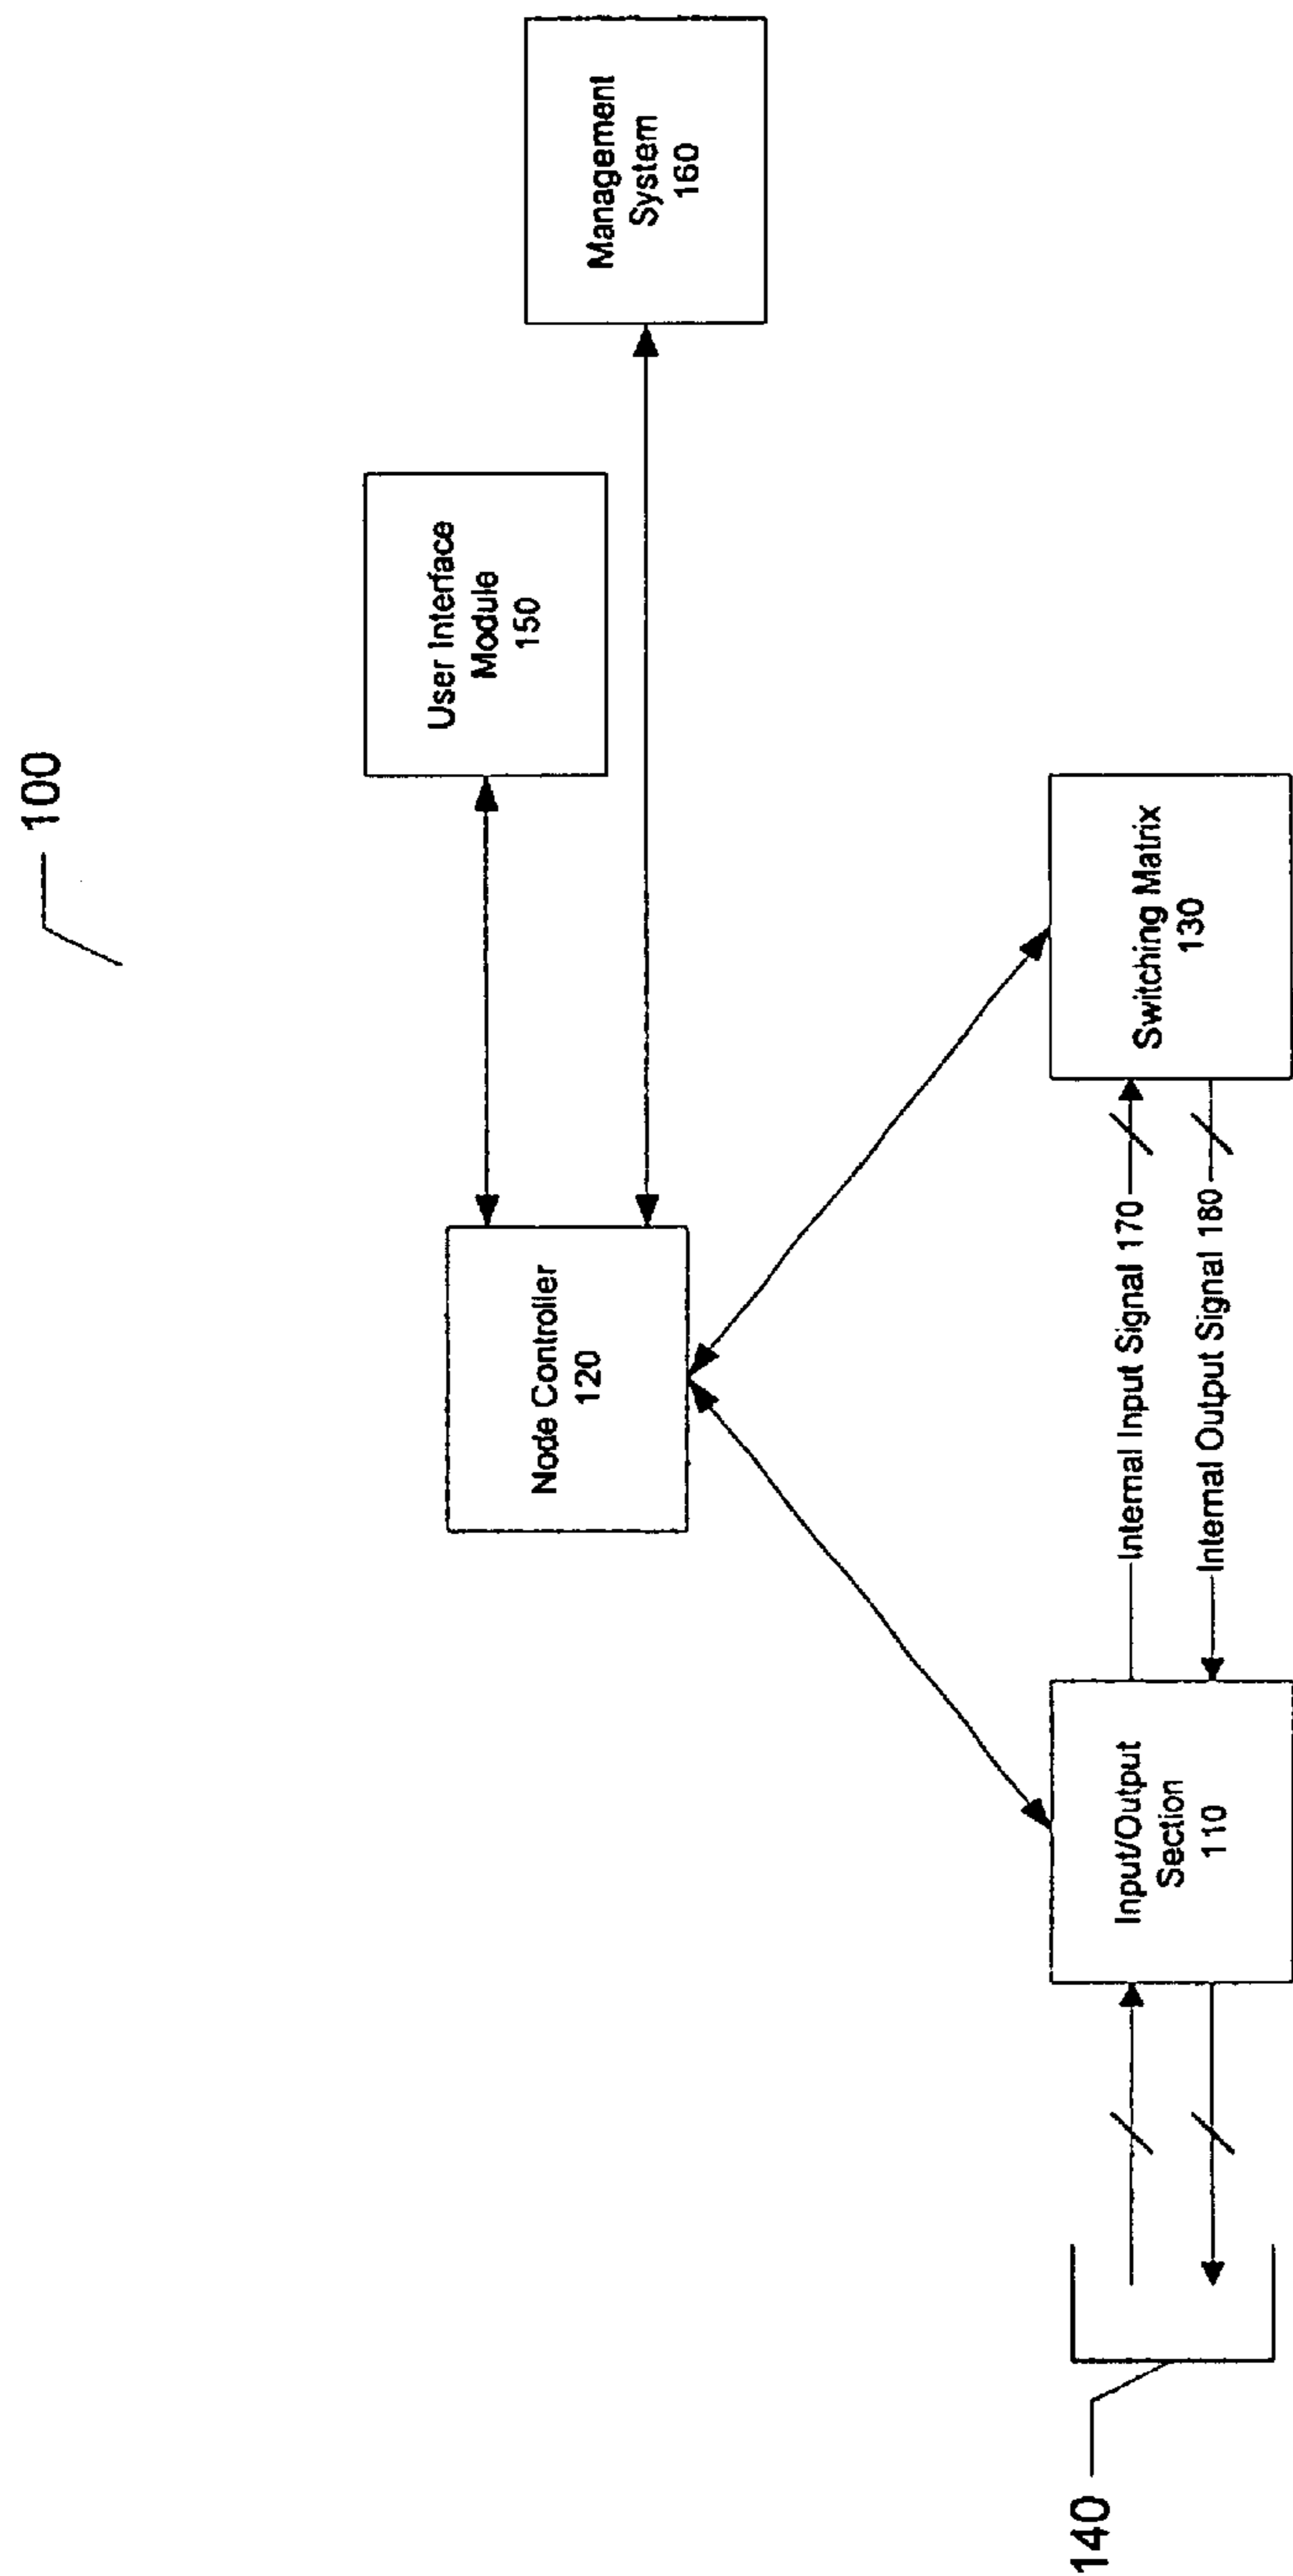 100
Management
System
160
User Interface
Module
150
Node Controller
120
Switching Matrix
130
Internal Input Signal 170
Internal Output Signal 180
Input/Output
Section
110
140